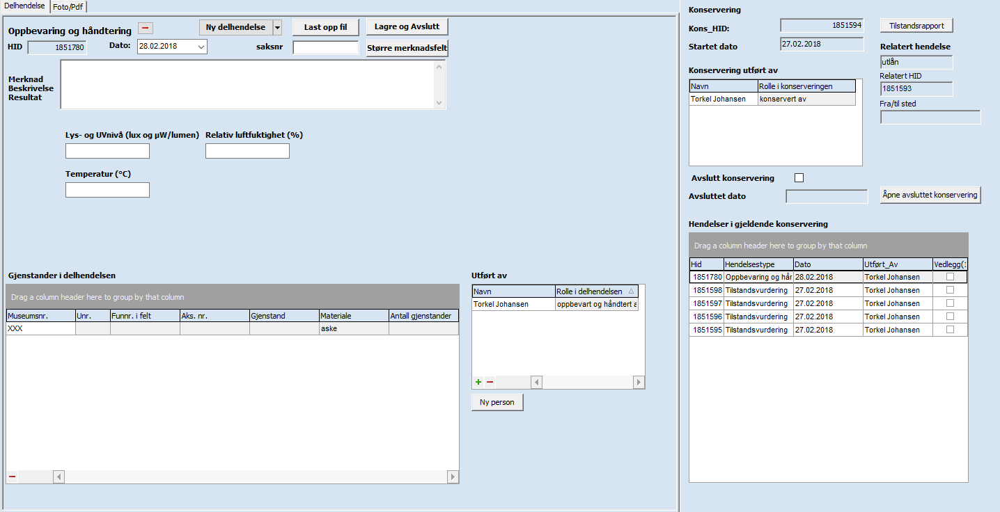 Delhendelse
Foto/Pdf
Oppbevaring og håndtering
Ny delhendelse
Last opp fil
Lagre og Avslutt
HID
1851780
Dato:
28.02.2018
saksnr
Større merknadsfelt
Merknad
Beskrivelse
Resultat
Lys- og UVnivå (lux og µW/lumen)
Relativ luftfuktighet (%)
Temperatur (°C)
Gjenstander i delhendelsen
Drag a column header here to group by that column
Museumsnr. Unr. Funnr. i felt Aks. nr. Gjenstand Materiale Antall gjenstander
XXX aske
Utført av
Navn Rolle i delhendelsen
Torkel Johansen oppbevart og håndtert a
Ny person
Konservering
Kons_HID:
1851594
Tilstandsrapport
Startet dato
27.02.2018
Relatert hendelse
utlån
Relatert HID
1851593
Fra/til sted
Konservering utført av
Navn Rolle i konserveringen
Torkel Johansen konservert av
Avslutt konservering
Avsluttet dato
Åpne avsluttet konservering
Hendelser i gjeldende konservering
Drag a column header here to group by that column
Hid Hendelsestype Dato Utført_Av Vedlegg(
1851780 Oppbevaring og hår 28.02.2018 Torkel Johansen
1851598 Tilstandsvurdering 27.02.2018 Torkel Johansen
1851597 Tilstandsvurdering 27.02.2018 Torkel Johansen
1851596 Tilstandsvurdering 27.02.2018 Torkel Johansen
1851595 Tilstandsvurdering 27.02.2018 Torkel Johansen